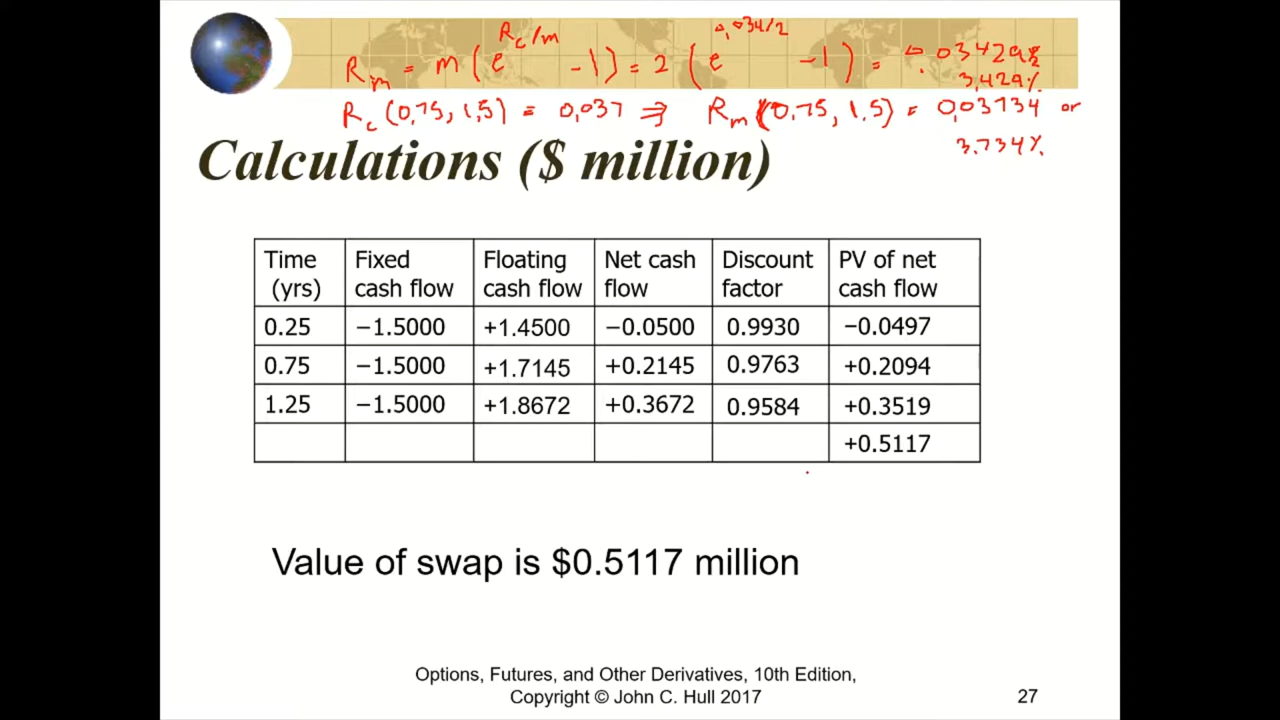 R_m = m ( e^{R_c/m} - 1 ) = 2 ( e^{0,034/2} - 1 ) = 0.03429
3,429%
R_c (0,75, 1,5) = 0,037 ⇒ R_m (0,75, 1.5) = 0,03734 or
3.734%
Calculations ($ million)
Time (yrs) Fixed cash flow Floating cash flow Net cash flow Discount factor PV of net cash flow
0.25 −1.5000 +1.4500 −0.0500 0.9930 −0.0497
0.75 −1.5000 +1.7145 +0.2145 0.9763 +0.2094
1.25 −1.5000 +1.8672 +0.3672 0.9584 +0.3519
+0.5117
Value of swap is $0.5117 million
Options, Futures, and Other Derivatives, 10th Edition,
Copyright © John C. Hull 2017
27